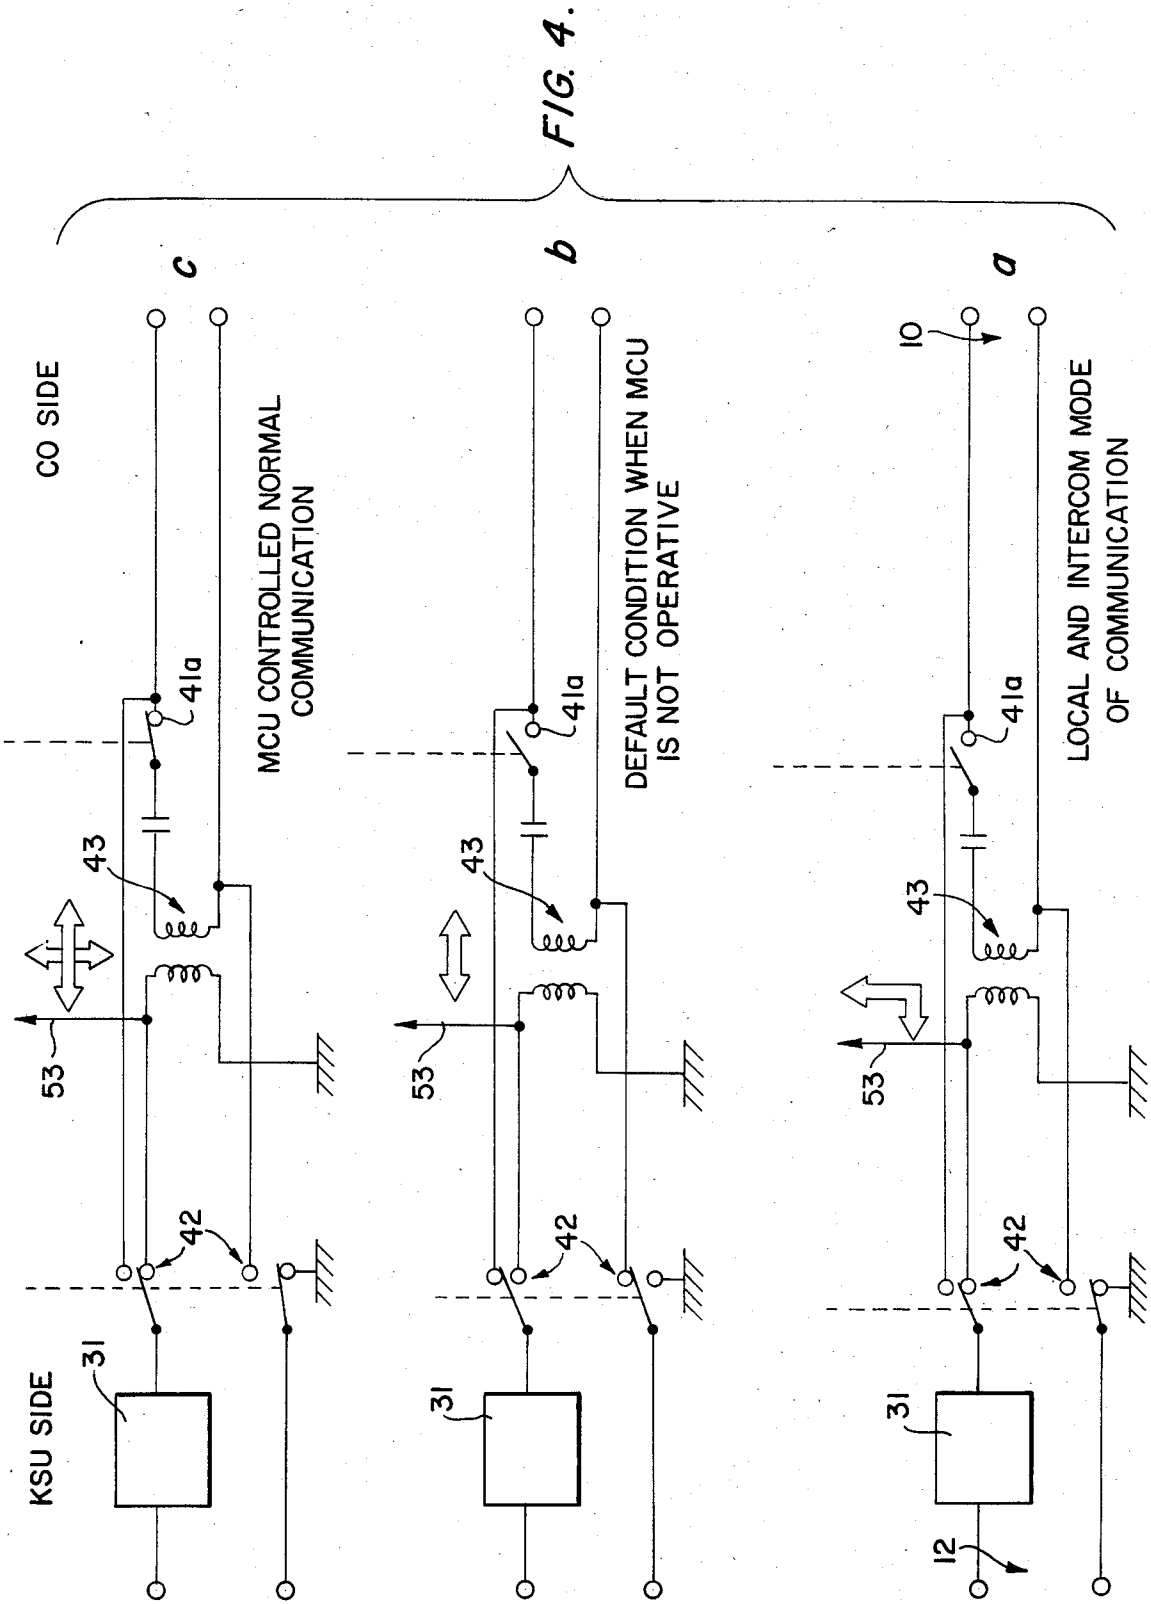 KSU SIDE
CO SIDE
31
42
53
43
41a
MCU CONTROLLED NORMAL
COMMUNICATION
c
31
42
53
43
41a
DEFAULT CONDITION WHEN MCU
IS NOT OPERATIVE
b
12
31
42
53
43
41a
10
LOCAL AND INTERCOM MODE
OF COMMUNICATION
a
FIG. 4.